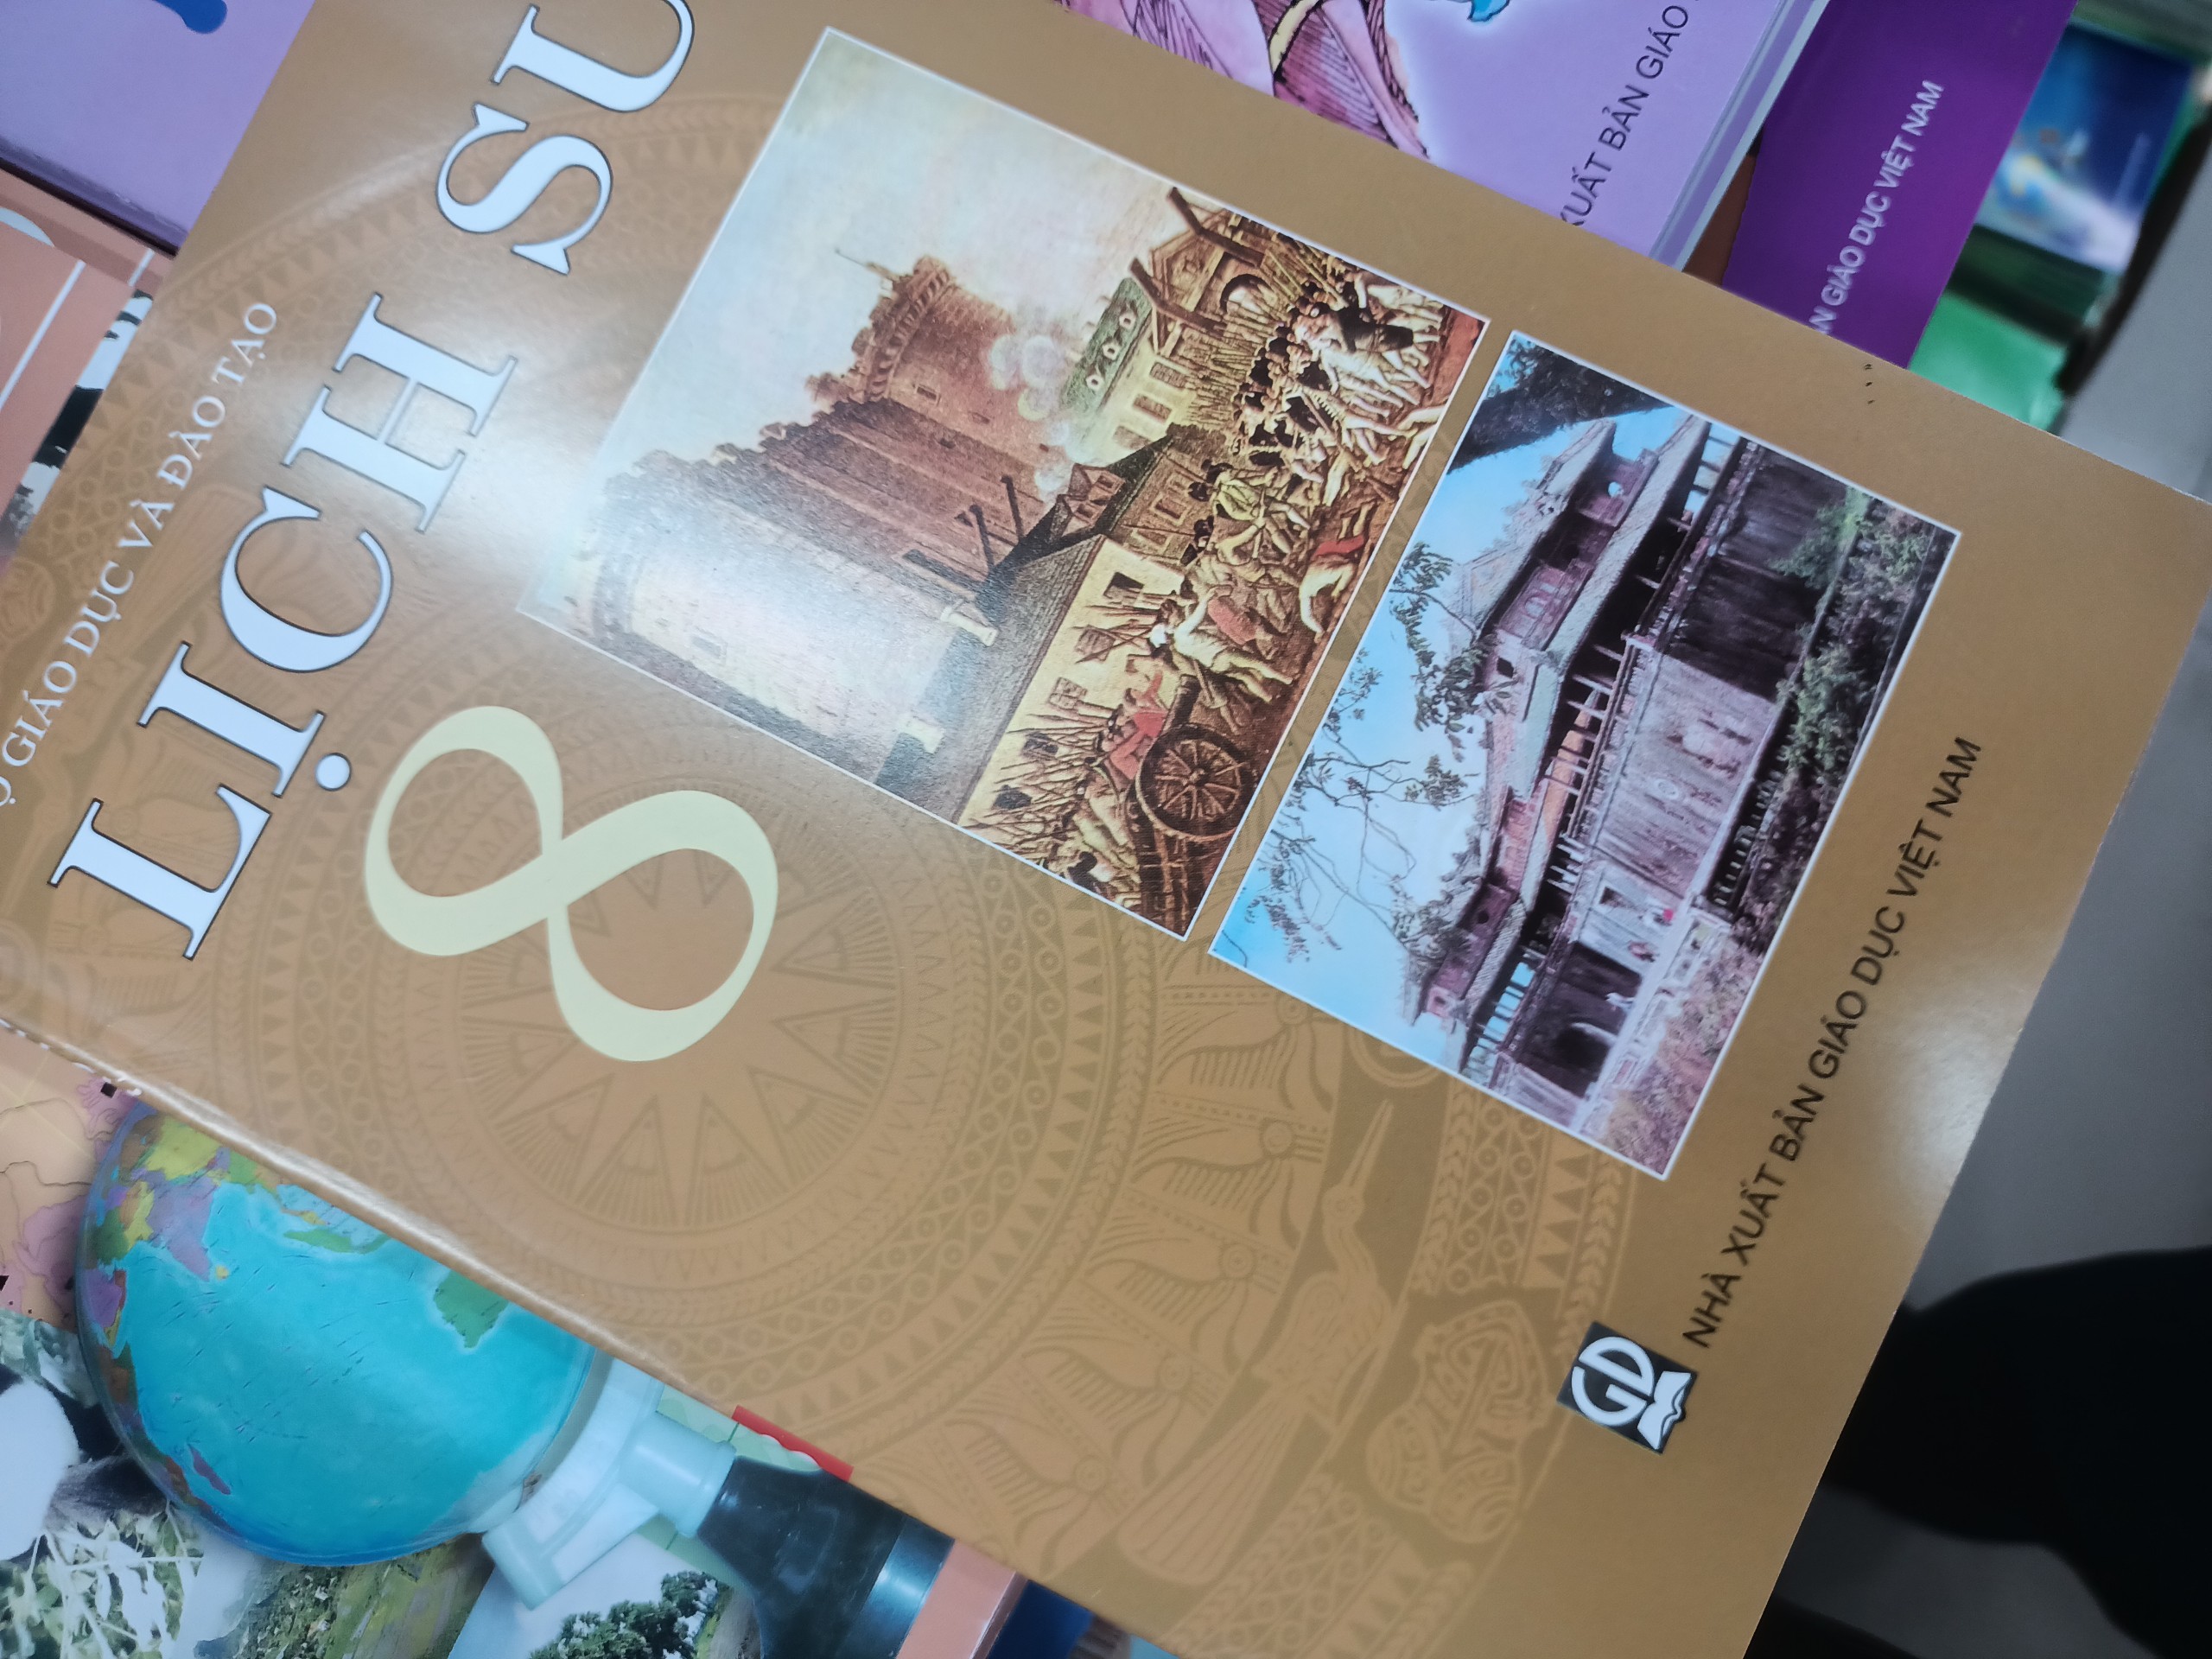 GIÁO DỤC VÀ ĐÀO TẠO
LỊCH SU
8
GD
NHÀ XUẤT BẢN GIÁO DỤC VIỆT NAM
XUẤT BẢN GIÁO
GIÁO DỤC VIỆT NAM